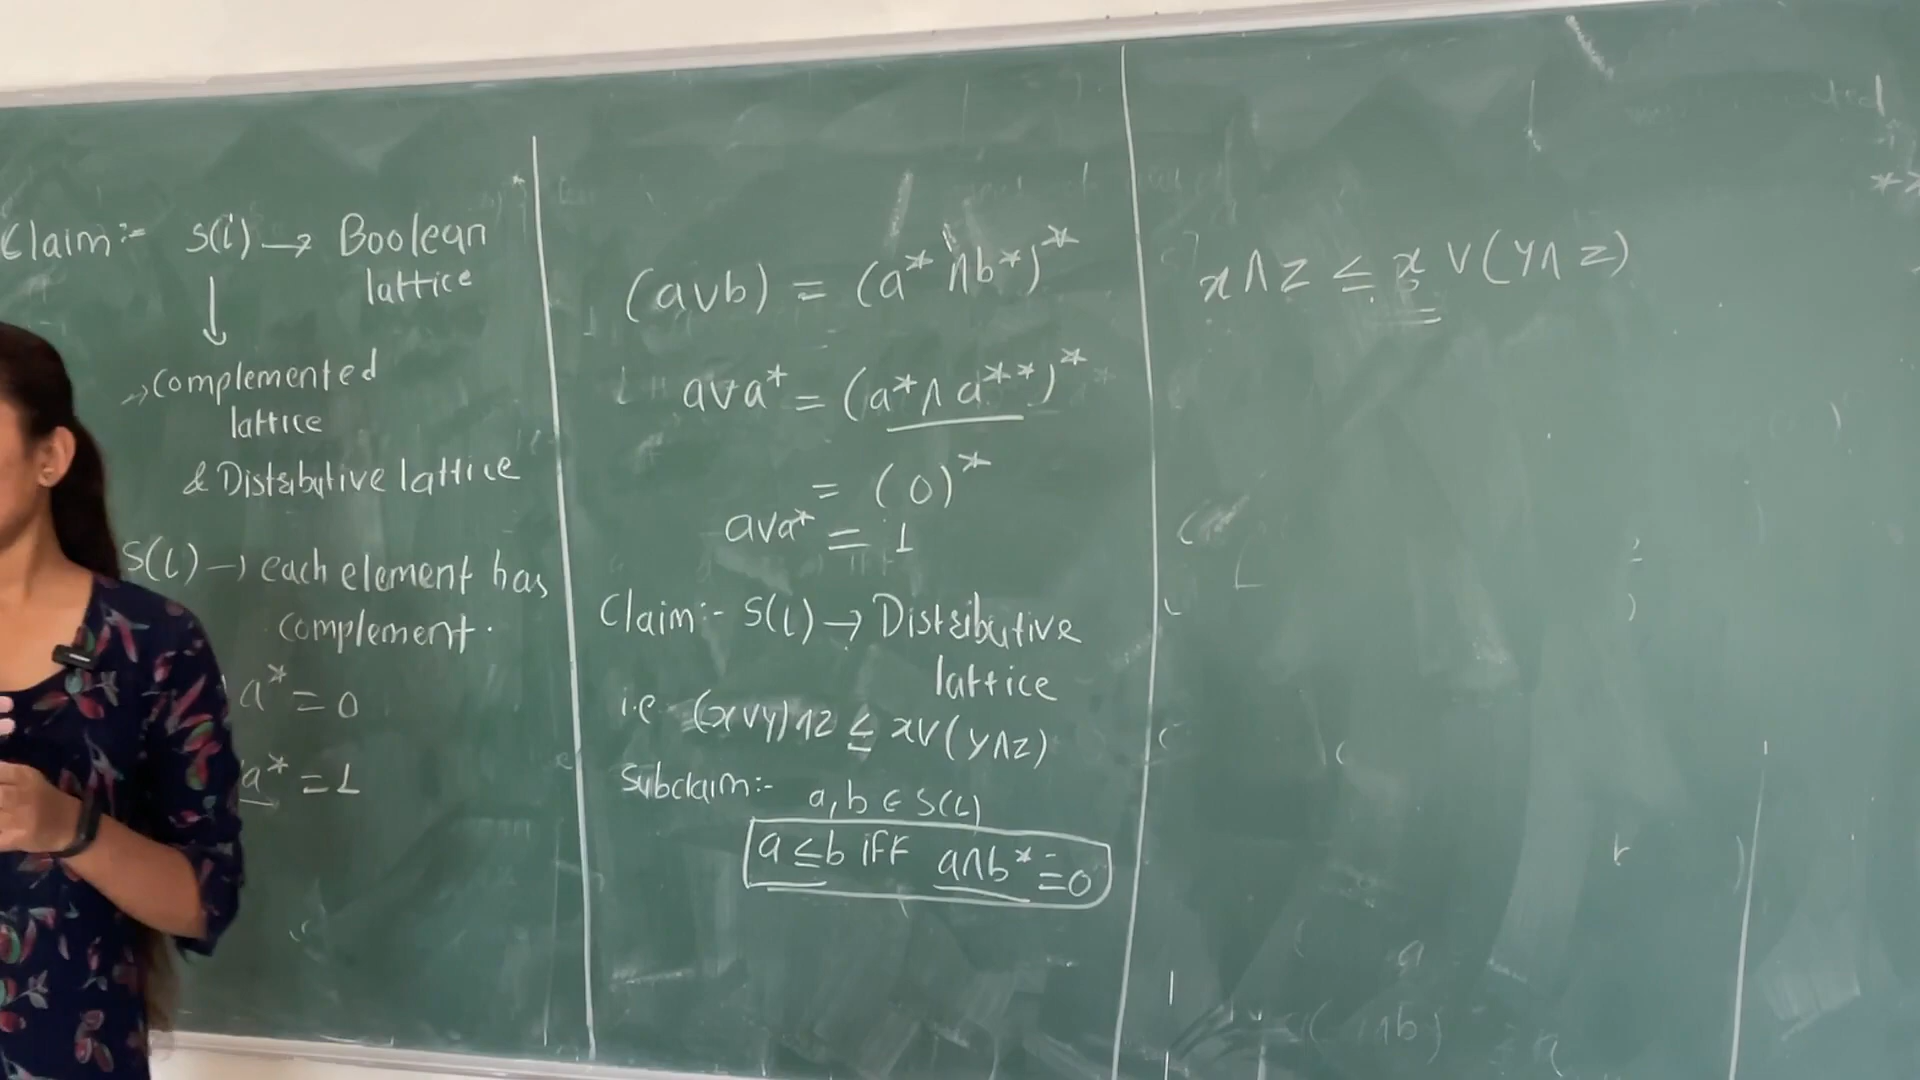 Claim:- S(L) → Boolean
lattice
↓
→ Complemented
lattice
& Distributive lattice
S(L) → each element has
complement.
a* = 0
a* = 1
(a∨b) = (a* ∧ b*)*
a∨a* = (a* ∧ a**)*
= (0)*
a∨a* = 1
Claim:- S(L) → Distributive
lattice
i.e (x∨y)∧z ≤ x∨(y∧z)
Subclaim:- a, b ∈ S(L)
a ≤ b iff a∧b* = 0
x∧z ≤ x ∨(y∧z)